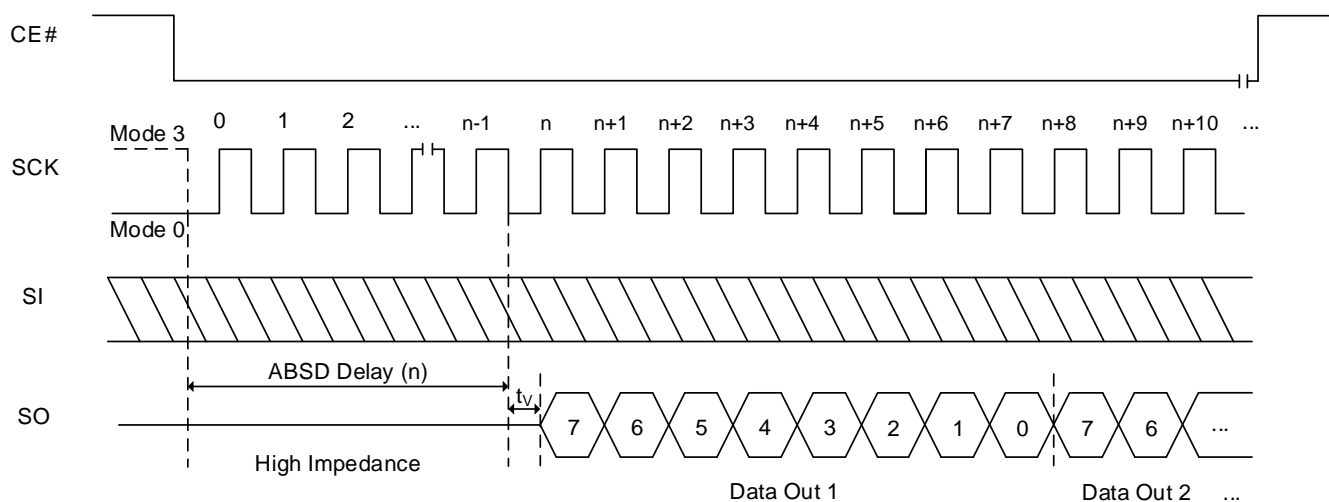 CE#
Mode 3
0 1 2 ... n-1 n n+1 n+2 n+3 n+4 n+5 n+6 n+7 n+8 n+9 n+10 ...
SCK
Mode 0
SI
ABSD Delay (n)
tV
SO
7 6 5 4 3 2 1 0 7 6 ...
High Impedance
Data Out 1
Data Out 2 ...